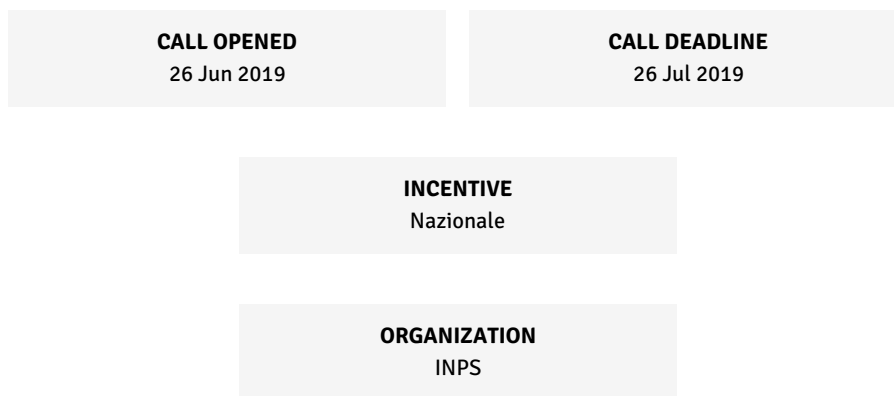 CALL OPENED
26 Jun 2019
CALL DEADLINE
26 Jul 2019
INCENTIVE
Nazionale
ORGANIZATION
INPS